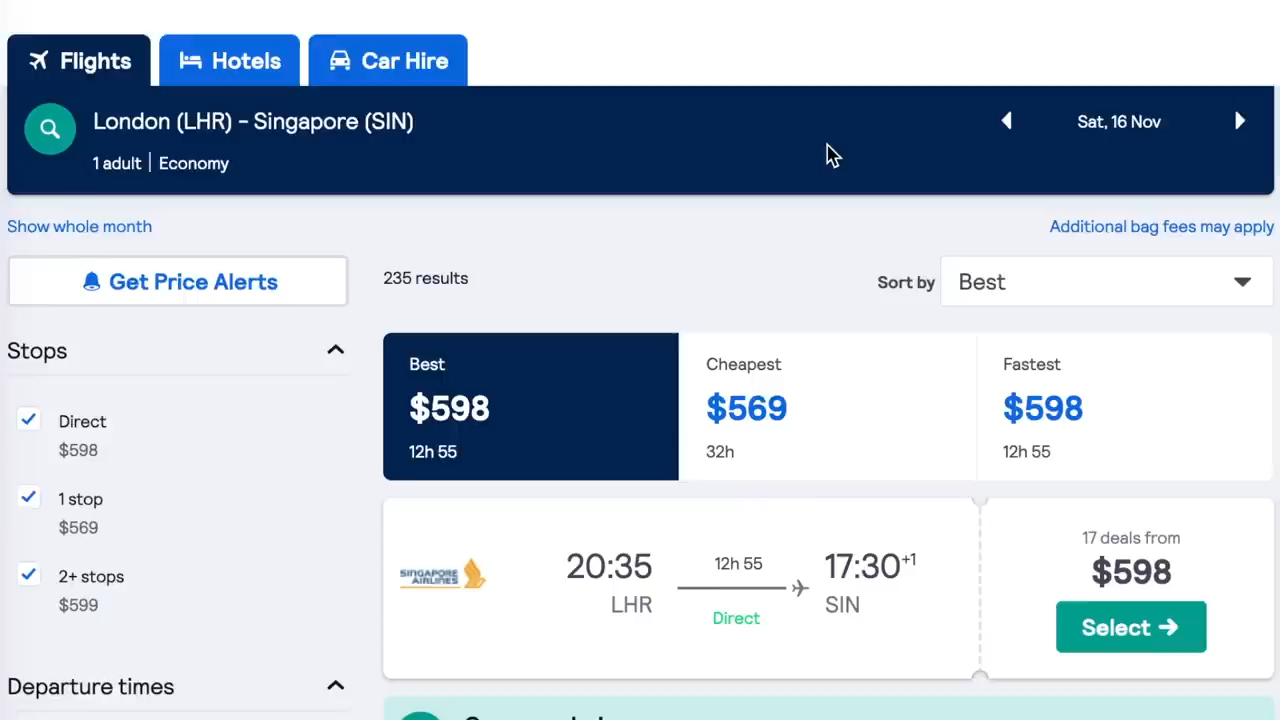 Flights
Hotels
Car Hire
London (LHR) - Singapore (SIN)
Sat, 16 Nov
1 adult | Economy
Show whole month
Additional bag fees may apply
Get Price Alerts
235 results
Sort by
Best
Stops
Best
$598
12h 55
Cheapest
$569
32h
Fastest
$598
12h 55
Direct
$598
1 stop
$569
2+ stops
$599
SINGAPORE
AIRLINES
20:35
LHR
12h 55
Direct
17:30+1
SIN
17 deals from
$598
Select
Departure times